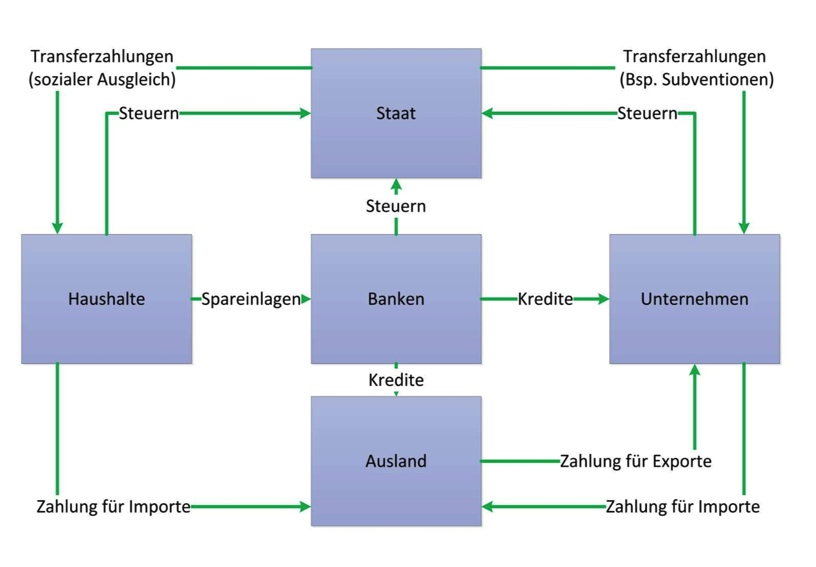 Transferzahlungen
(sozialer Ausgleich)
Transferzahlungen
(Bsp. Subventionen)
Steuern
Staat
Steuern
Steuern
Haushalte
Spareinlagen
Banken
Kredite
Unternehmen
Kredite
Ausland
Zahlung für Exporte
Zahlung für Importe
Zahlung für Importe